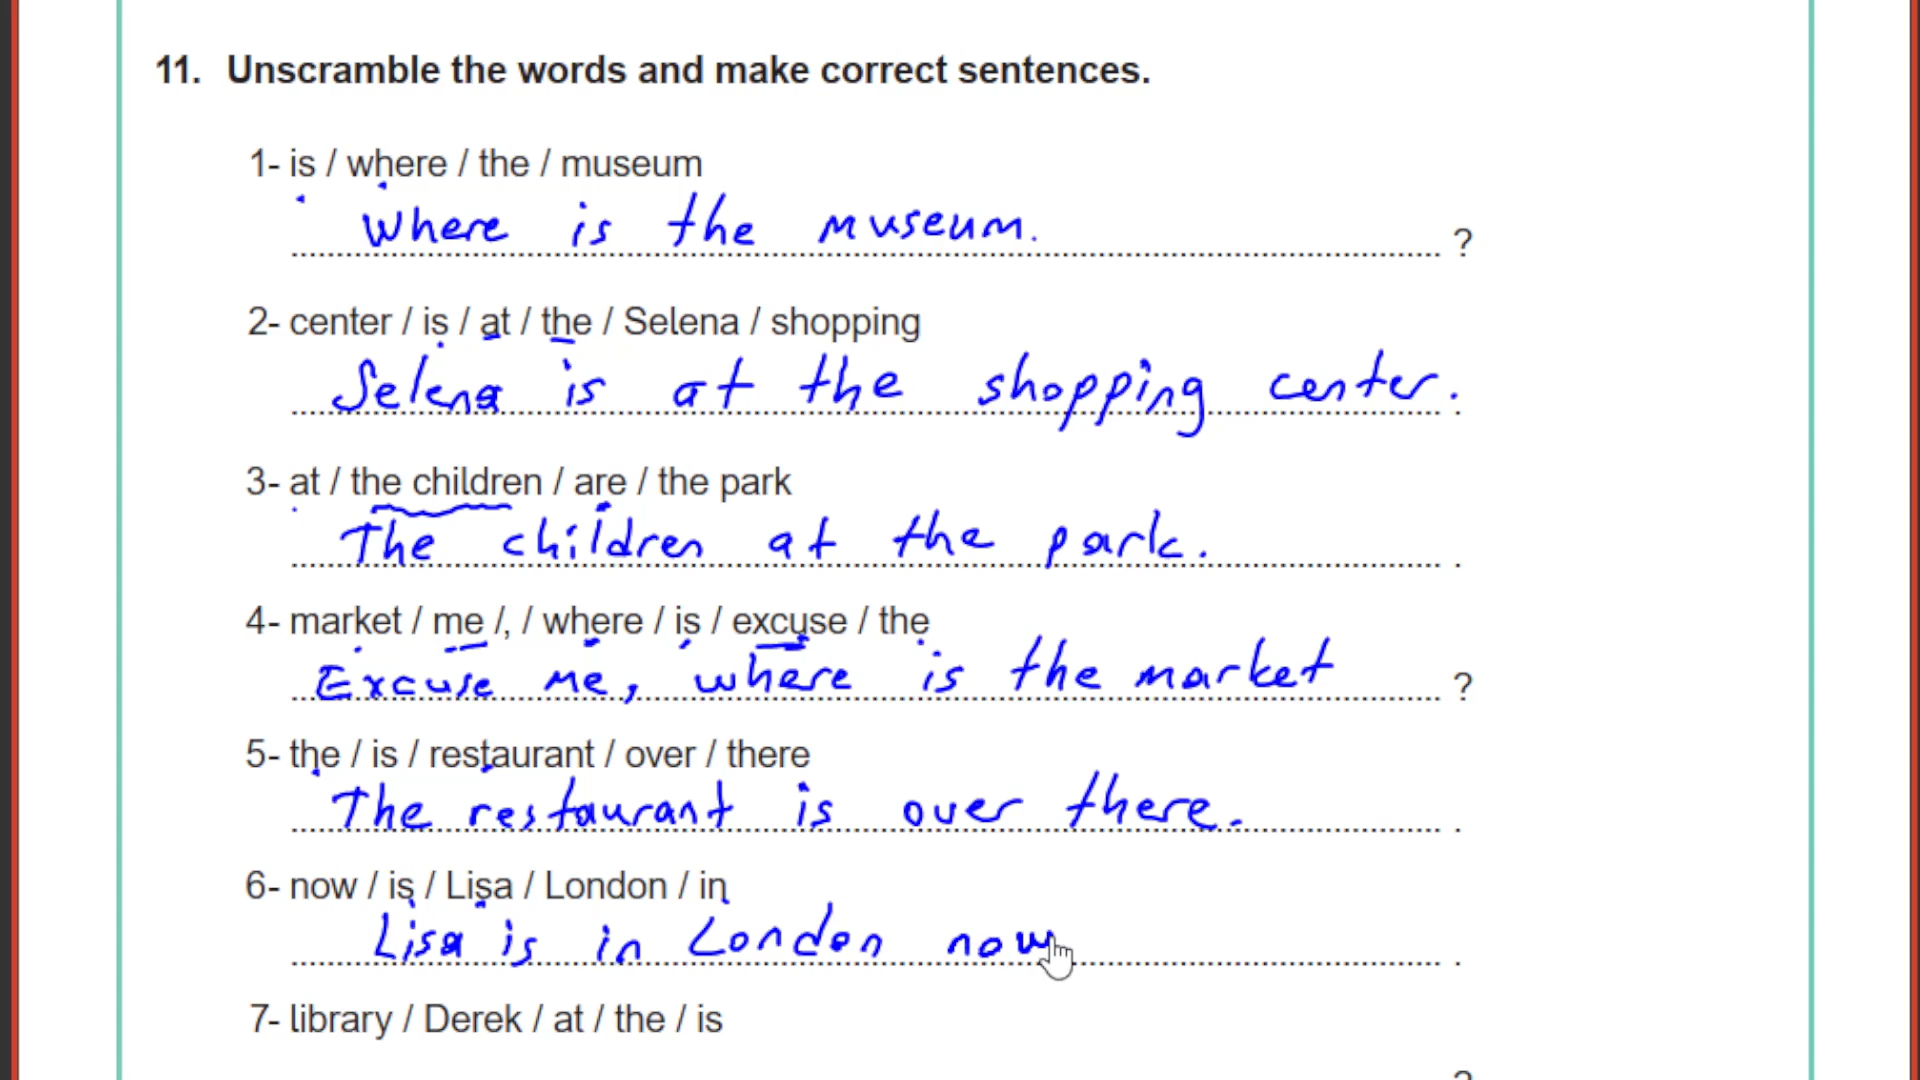 11. Unscramble the words and make correct sentences.
1- is / where / the / museum
Where is the museum. ?
2- center / is / at / the / Selena / shopping
Selena is at the shopping center. .
3- at / the children / are / the park
The children at the park. .
4- market / me /, / where / is / excuse / the
Excuse me, where is the market ?
5- the / is / restaurant / over / there
The restaurant is over there. .
6- now / is / Lisa / London / in
Lisa is in London now .
7- library / Derek / at / the / is
?